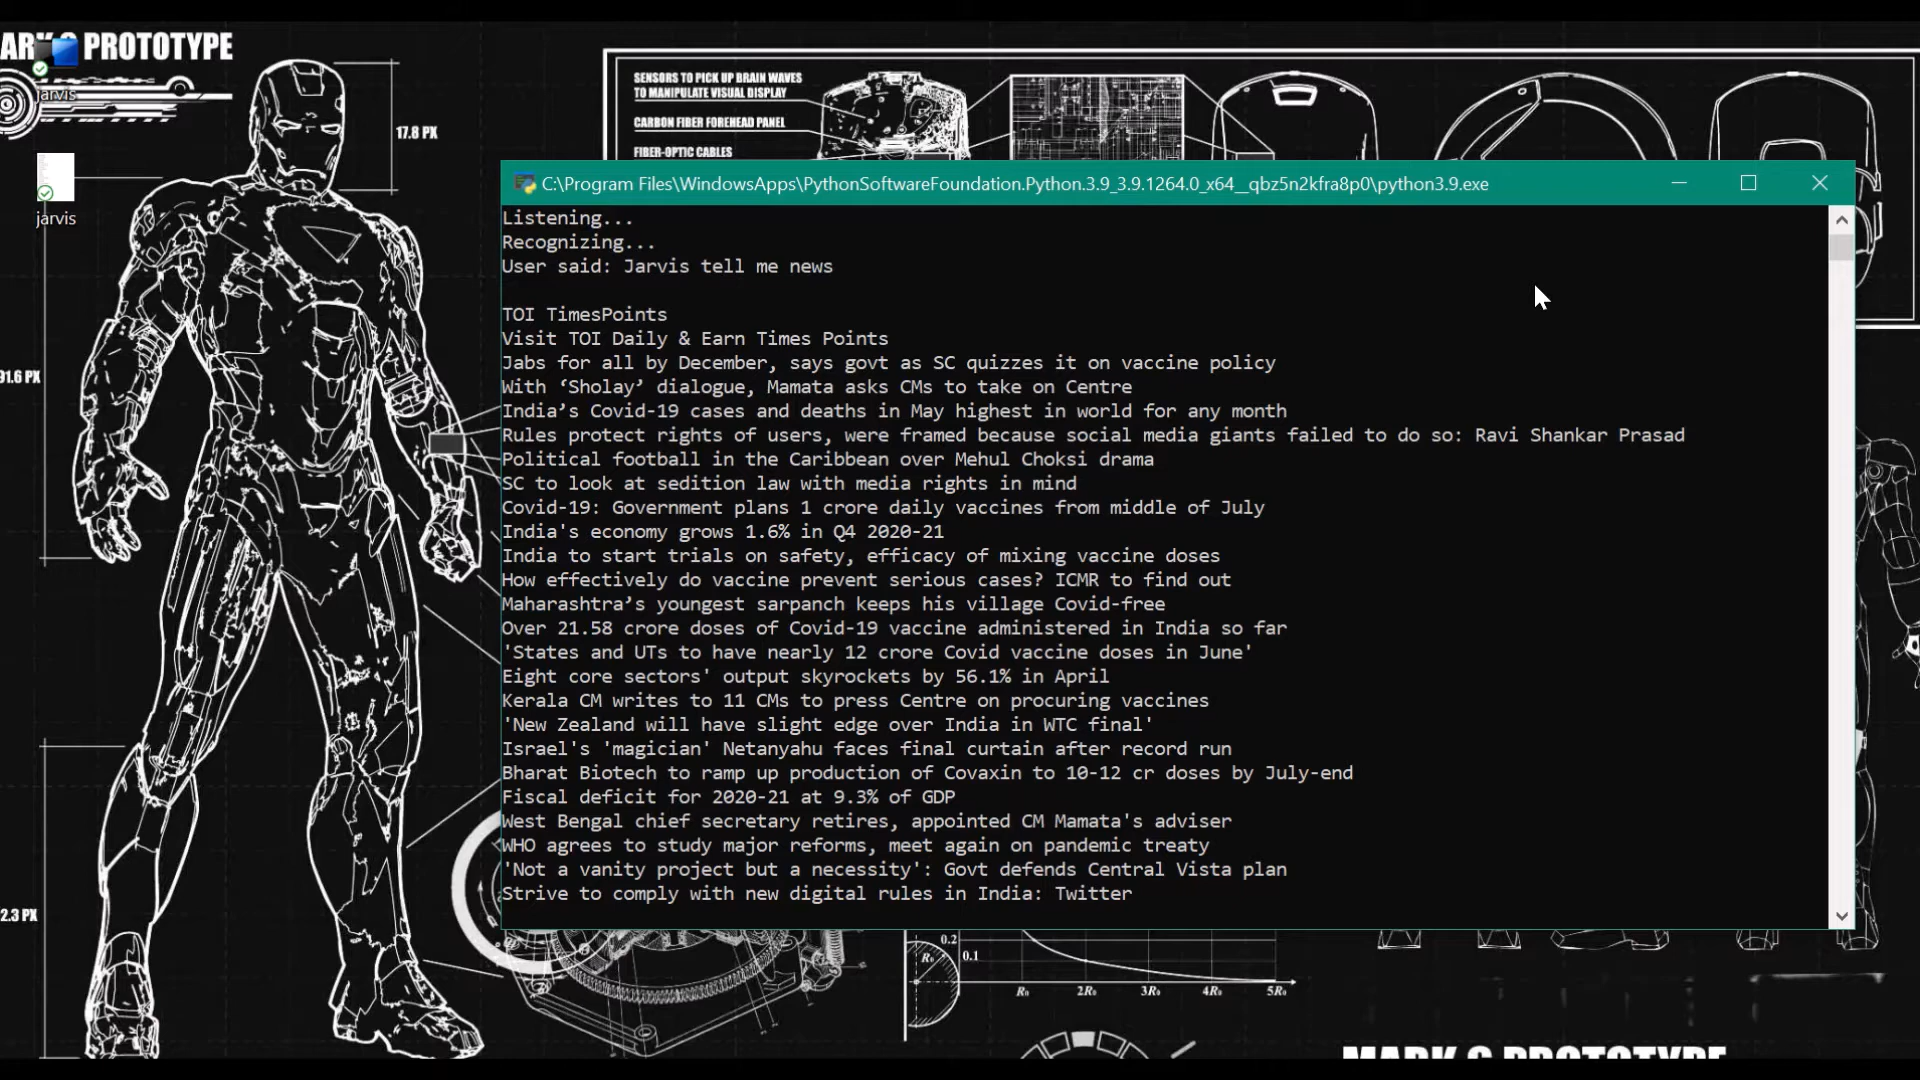 MARK 6 PROTOTYPE
jarvis
17.8 PX
jarvis
91.6 PX
2.3 PX
SENSORS TO PICK UP BRAIN WAVES
TO MANIPULATE VISUAL DISPLAY
CARBON FIBER FOREHEAD PANEL
FIBER-OPTIC CABLES
C:\Program Files\WindowsApps\PythonSoftwareFoundation.Python.3.9_3.9.1264.0_x64__qbz5n2kfra8p0\python3.9.exe
Listening...
Recognizing...
User said: Jarvis tell me news
TOI TimesPoints
Visit TOI Daily & Earn Times Points
Jabs for all by December, says govt as SC quizzes it on vaccine policy
With ‘Sholay’ dialogue, Mamata asks CMs to take on Centre
India’s Covid-19 cases and deaths in May highest in world for any month
Rules protect rights of users, were framed because social media giants failed to do so: Ravi Shankar Prasad
Political football in the Caribbean over Mehul Choksi drama
SC to look at sedition law with media rights in mind
Covid-19: Government plans 1 crore daily vaccines from middle of July
India's economy grows 1.6% in Q4 2020-21
India to start trials on safety, efficacy of mixing vaccine doses
How effectively do vaccine prevent serious cases? ICMR to find out
Maharashtra’s youngest sarpanch keeps his village Covid-free
Over 21.58 crore doses of Covid-19 vaccine administered in India so far
'States and UTs to have nearly 12 crore Covid vaccine doses in June'
Eight core sectors' output skyrockets by 56.1% in April
Kerala CM writes to 11 CMs to press Centre on procuring vaccines
'New Zealand will have slight edge over India in WTC final'
Israel's 'magician' Netanyahu faces final curtain after record run
Bharat Biotech to ramp up production of Covaxin to 10-12 cr doses by July-end
Fiscal deficit for 2020-21 at 9.3% of GDP
West Bengal chief secretary retires, appointed CM Mamata's adviser
WHO agrees to study major reforms, meet again on pandemic treaty
'Not a vanity project but a necessity': Govt defends Central Vista plan
Strive to comply with new digital rules in India: Twitter
0.2
0.1
R₀
R₀ 2R₀ 3R₀ 4R₀ 5R₀
MARK 6 PROTOTYPE